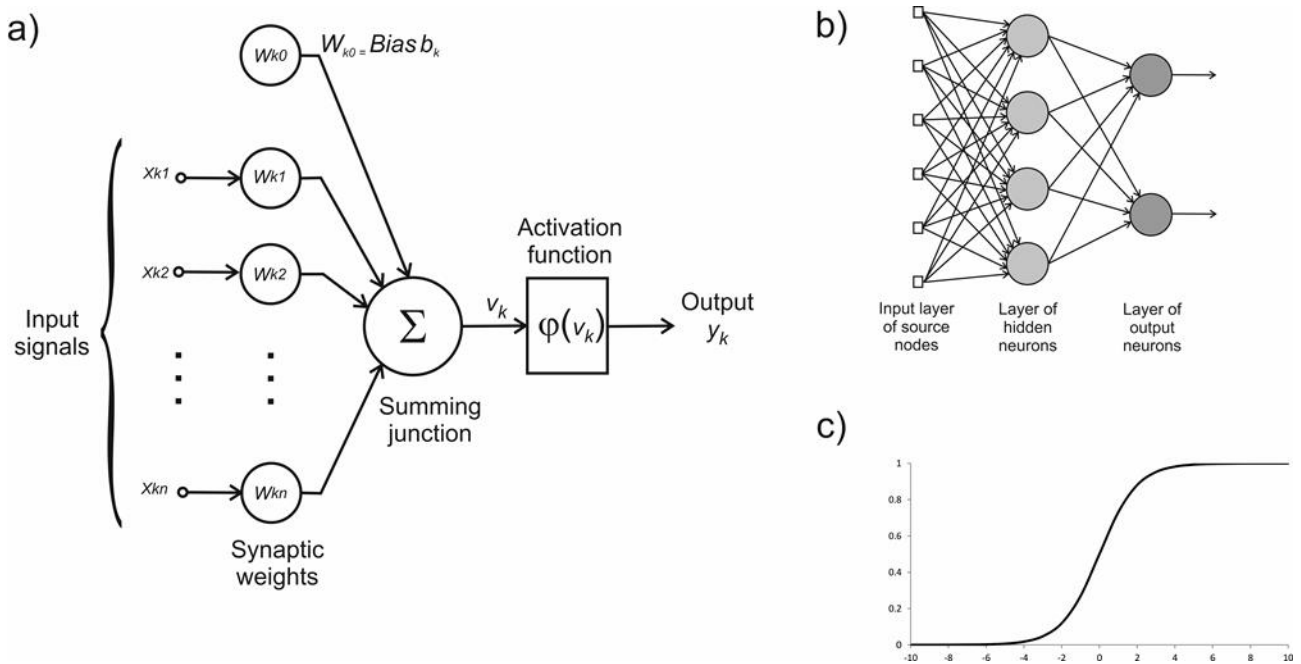 a)
Wk0
Wk0 = Bias bk
Xk1
Wk1
Xk2
Wk2
Input
signals
Σ
Summing
junction
vk
Activation
function
φ(vk)
Output
yk
Xkn
Wkn
Synaptic
weights
b)
Input layer
of source
nodes
Layer of
hidden
neurons
Layer of
output
neurons
c)
1
0.8
0.6
0.4
0.2
0
-10 -8 -6 -4 -2 0 2 4 6 8 10